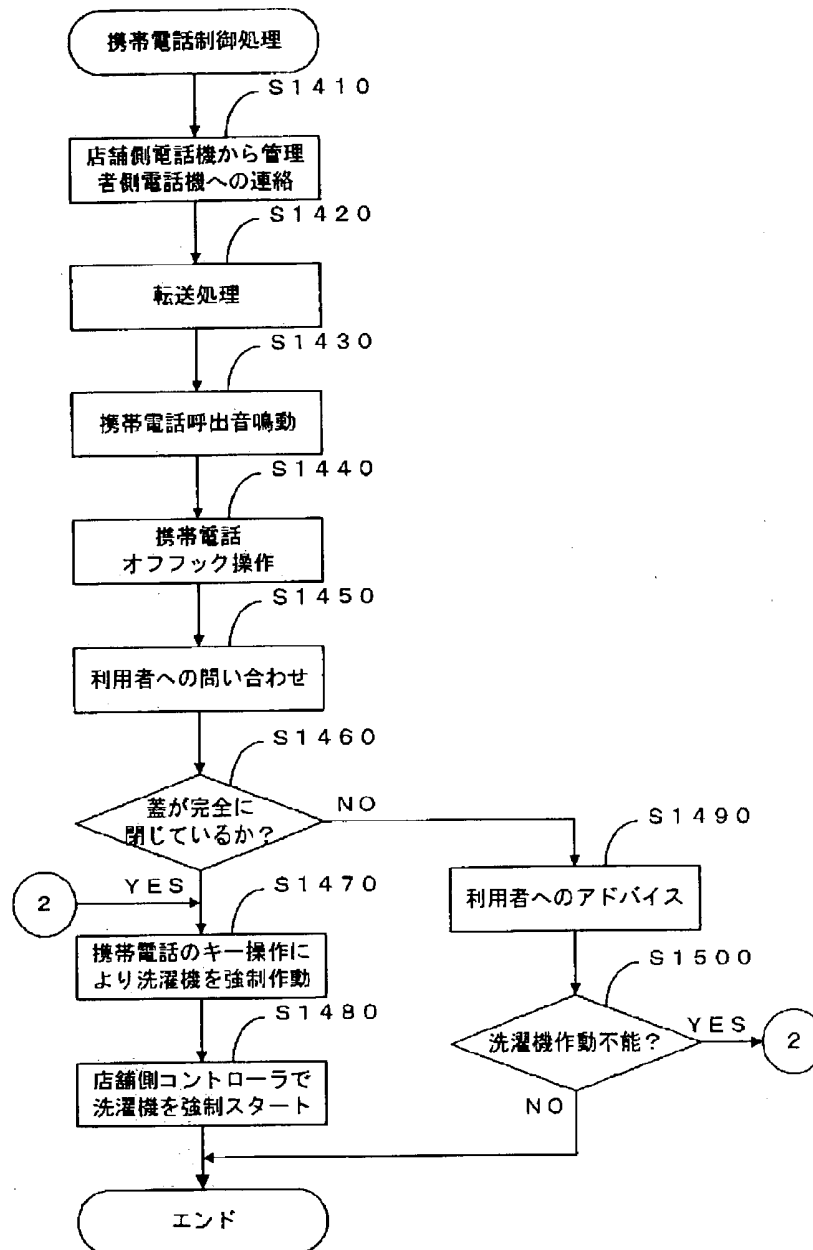 携帯電話制御処理
S1410
店舗側電話機から管理
者側電話機への連絡
S1420
転送処理
S1430
携帯電話呼出音鳴動
S1440
携帯電話
オフフック操作
S1450
利用者への問い合わせ
S1460
蓋が完全に
閉じているか?
NO
YES
2
S1470
携帯電話のキー操作に
より洗濯機を強制作動
S1480
店舗側コントローラで
洗濯機を強制スタート
S1490
利用者へのアドバイス
S1500
洗濯機作動不能?
YES
2
NO
エンド